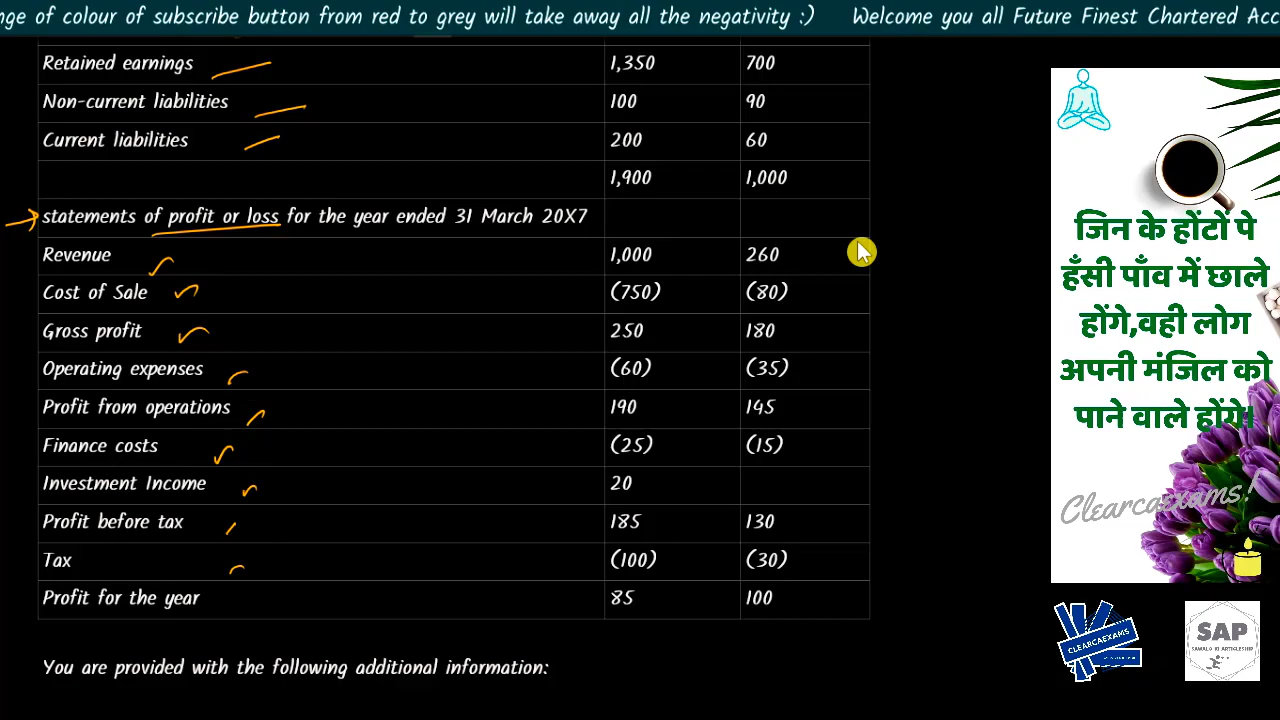 nge of colour of subscribe button from red to grey will take away all the negativity :) Welcome you all Future Finest Chartered Acc
Retained earnings 1,350 700
Non-current liabilities 100 90
Current liabilities 200 60
1,900 1,000
statements of profit or loss for the year ended 31 March 20X7
Revenue 1,000 260
Cost of Sale (750) (80)
Gross profit 250 180
Operating expenses (60) (35)
Profit from operations 190 145
Finance costs (25) (15)
Investment Income 20
Profit before tax 185 130
Tax (100) (30)
Profit for the year 85 100
You are provided with the following additional information:
जिन के होंटों पे
हँसी पाँव में छाले
होंगे,वही लोग
अपनी मंजिल को
पाने वाले होंगे।
Clearcaexams!
CLEARCAEXAMS
SAP
SAMAJLO KI ARTICLESHIP